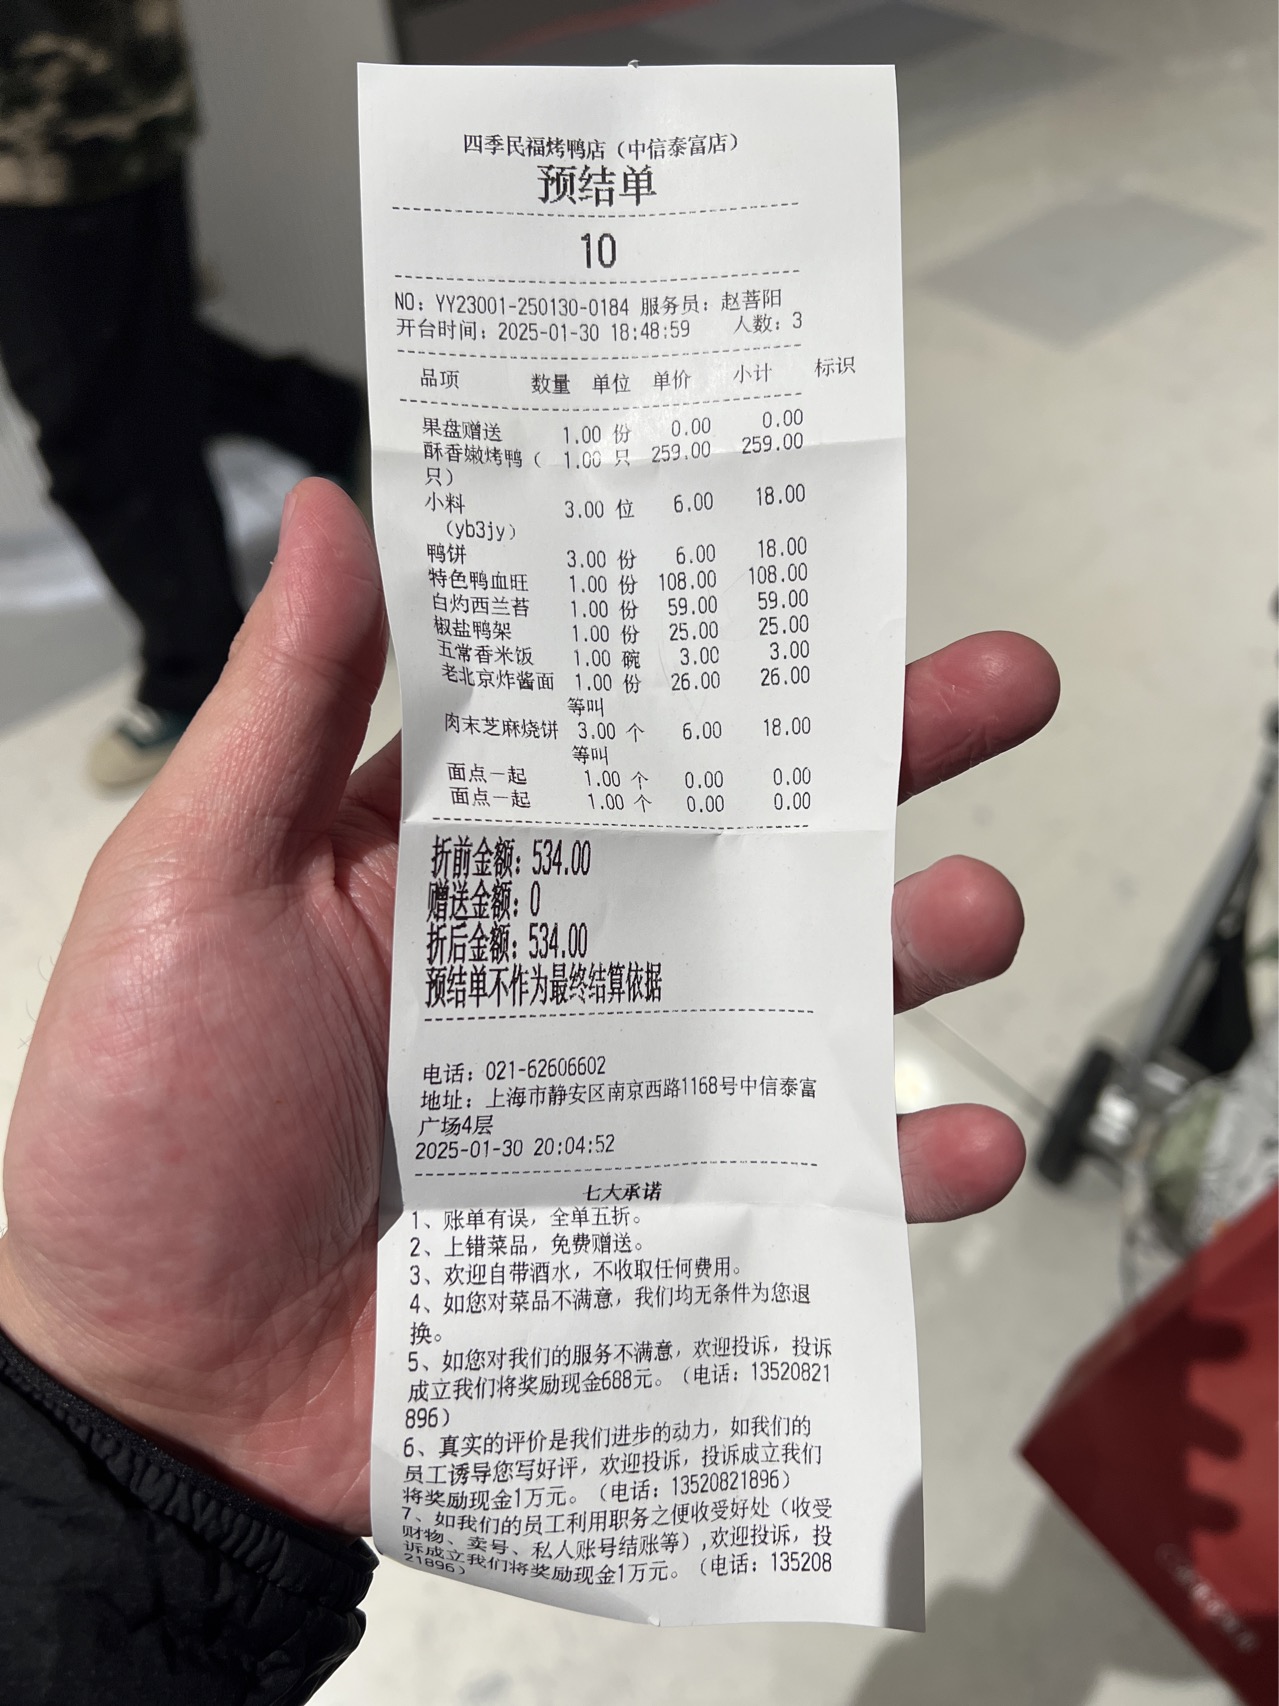 四季民福烤鸭店（中信泰富店）
预结单
10
NO: YY23001-250130-0184 服务员: 赵菩阳
开台时间: 2025-01-30 18:48:59 人数: 3
品项 数量 单位 单价 小计 标识
果盘赠送 1.00 份 0.00 0.00
酥香嫩烤鸭（ 1.00 只 259.00 259.00
只）
小料 3.00 位 6.00 18.00
（yb3jy）
鸭饼 3.00 份 6.00 18.00
特色鸭血旺 1.00 份 108.00 108.00
白灼西兰苔 1.00 份 59.00 59.00
椒盐鸭架 1.00 份 25.00 25.00
五常香米饭 1.00 碗 3.00 3.00
老北京炸酱面 1.00 份 26.00 26.00
等叫
肉末芝麻烧饼 3.00 个 6.00 18.00
等叫
面点一起 1.00 个 0.00 0.00
面点一起 1.00 个 0.00 0.00
折前金额: 534.00
赠送金额: 0
折后金额: 534.00
预结单不作为最终结算依据
电话: 021-62606602
地址: 上海市静安区南京西路1168号中信泰富
广场4层
2025-01-30 20:04:52
七大承诺
1、账单有误，全单五折。
2、上错菜品，免费赠送。
3、欢迎自带酒水，不收取任何费用。
4、如您对菜品不满意，我们均无条件为您退
换。
5、如您对我们的服务不满意，欢迎投诉，投诉
成立我们将奖励现金688元。（电话: 13520821
896）
6、真实的评价是我们进步的动力，如我们的
员工诱导您写好评，欢迎投诉，投诉成立我们
将奖励现金1万元。（电话: 13520821896）
7、如我们的员工利用职务之便收受好处（收受
财物、卖号、私人账号结账等）,欢迎投诉，投
诉成立我们将奖励现金1万元。（电话: 135208
21896）